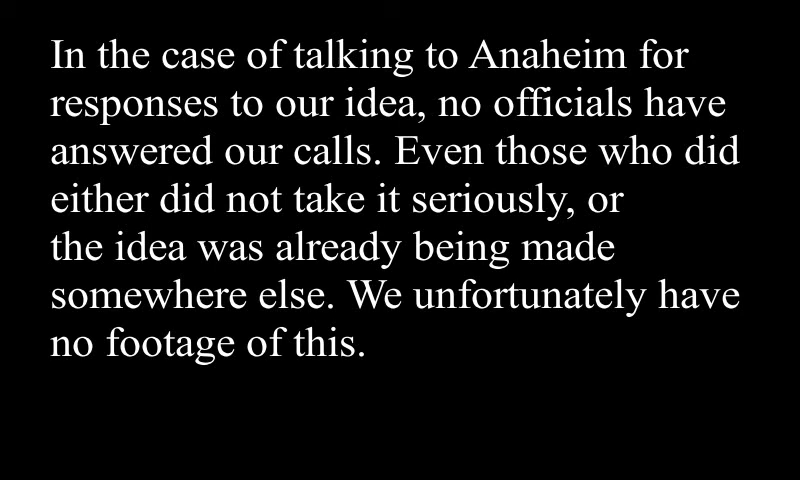 In the case of talking to Anaheim for
responses to our idea, no officials have
answered our calls. Even those who did
either did not take it seriously, or
the idea was already being made
somewhere else. We unfortunately have
no footage of this.